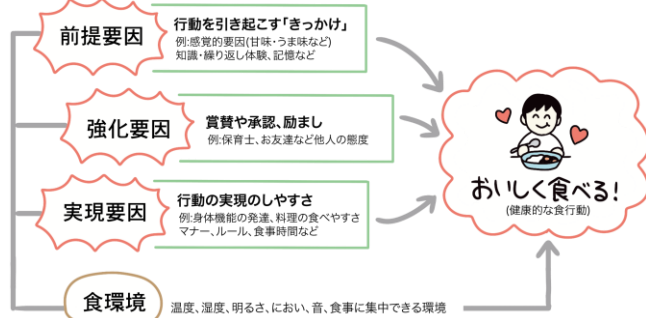 前提要因
行動を引き起こす「きっかけ」
例:感覚的要因(甘味・うま味など)
知識・繰り返し体験、記憶など
強化要因
賞賛や承認、励まし
例:保育士、お友達など他人の態度
実現要因
行動の実現のしやすさ
例:身体機能の発達、料理の食べやすさ
マナー、ルール、食事時間など
おいしく食べる!
(健康的な食行動)
食環境
温度、湿度、明るさ、におい、音、食事に集中できる環境